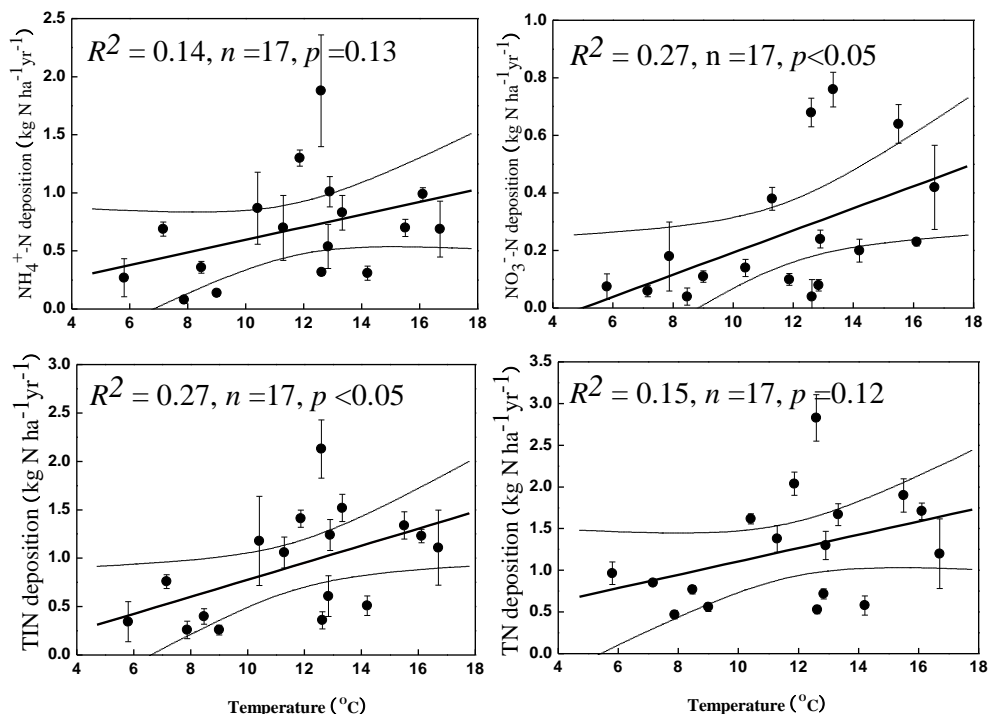 R² = 0.14, n =17, p =0.13
NH₄⁺-N deposition (kg N ha⁻¹yr⁻¹)
2.5
2.0
1.5
1.0
0.5
0.0
4 6 8 10 12 14 16 18
R² = 0.27, n =17, p<0.05
NO₃⁻-N deposition (kg N ha⁻¹yr⁻¹)
1.0
0.8
0.6
0.4
0.2
0.0
4 6 8 10 12 14 16 18
R² = 0.27, n =17, p <0.05
TIN deposition (kg N ha⁻¹yr⁻¹)
3.0
2.5
2.0
1.5
1.0
0.5
0.0
4 6 8 10 12 14 16 18
Temperature (°C)
R² = 0.15, n =17, p =0.12
TN deposition (kg N ha⁻¹yr⁻¹)
3.5
3.0
2.5
2.0
1.5
1.0
0.5
0.0
4 6 8 10 12 14 16 18
Temperature (°C)